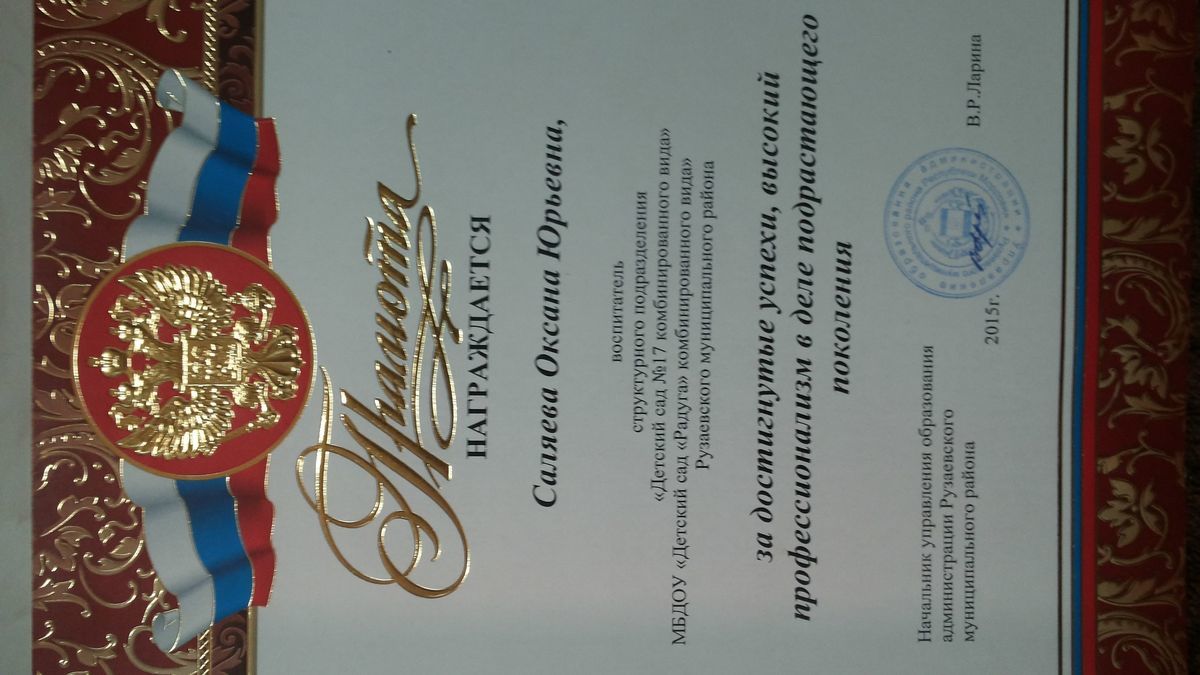 Грамота
НАГРАЖДАЕТСЯ
Саляева Оксана Юрьевна,
воспитатель
структурного подразделения
«Детский сад №17 комбинированного вида»
МБДОУ «Детский сад «Радуга» комбинированного вида»
Рузаевского муниципального района
за достигнутые успехи, высокий
профессионализм в деле подрастающего
поколения
Начальник управления образования
администрации Рузаевского
муниципального района
В.Р.Ларина
2015г.